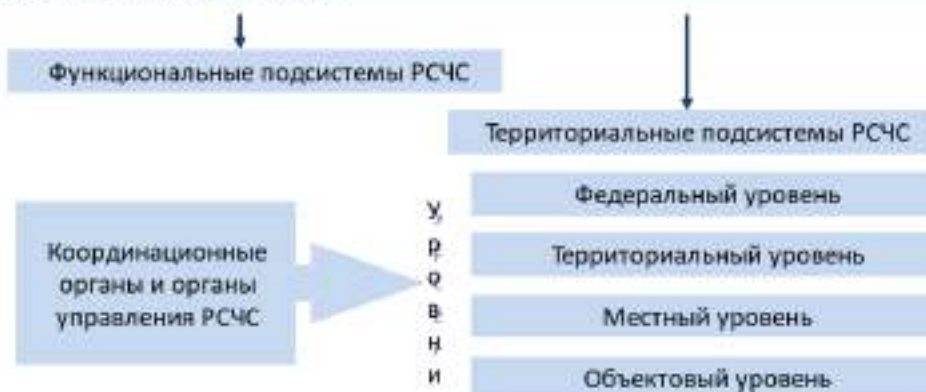 Функциональные подсистемы РСЧС
Территориальные подсистемы РСЧС
Координационные
органы и органы
управления РСЧС
Уровни
Федеральный уровень
Территориальный уровень
Местный уровень
Объектовый уровень